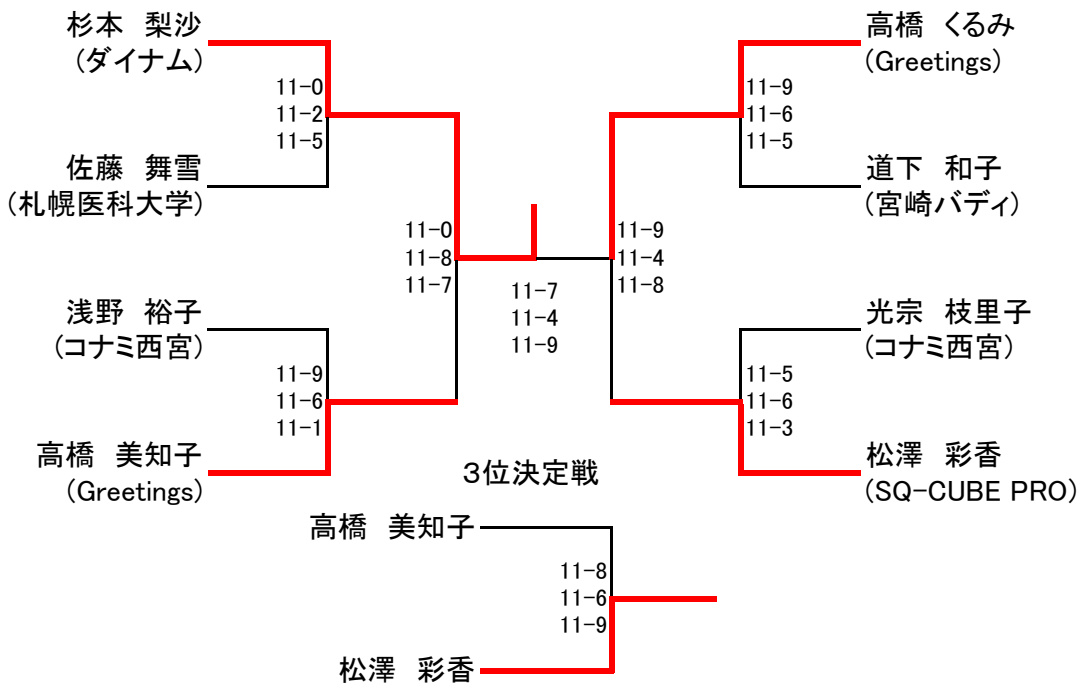 杉本 梨沙
(ダイナム)
11-0
11-2
11-5
佐藤 舞雪
(札幌医科大学)
11-0
11-8
11-7
浅野 裕子
(コナミ西宮)
11-9
11-6
11-1
高橋 美知子
(Greetings)
11-7
11-4
11-9
高橋 くるみ
(Greetings)
11-9
11-6
11-5
道下 和子
(宮崎バディ)
11-9
11-4
11-8
光宗 枝里子
(コナミ西宮)
11-5
11-6
11-3
松澤 彩香
(SQ-CUBE PRO)
3位決定戦
高橋 美知子
11-8
11-6
11-9
松澤 彩香